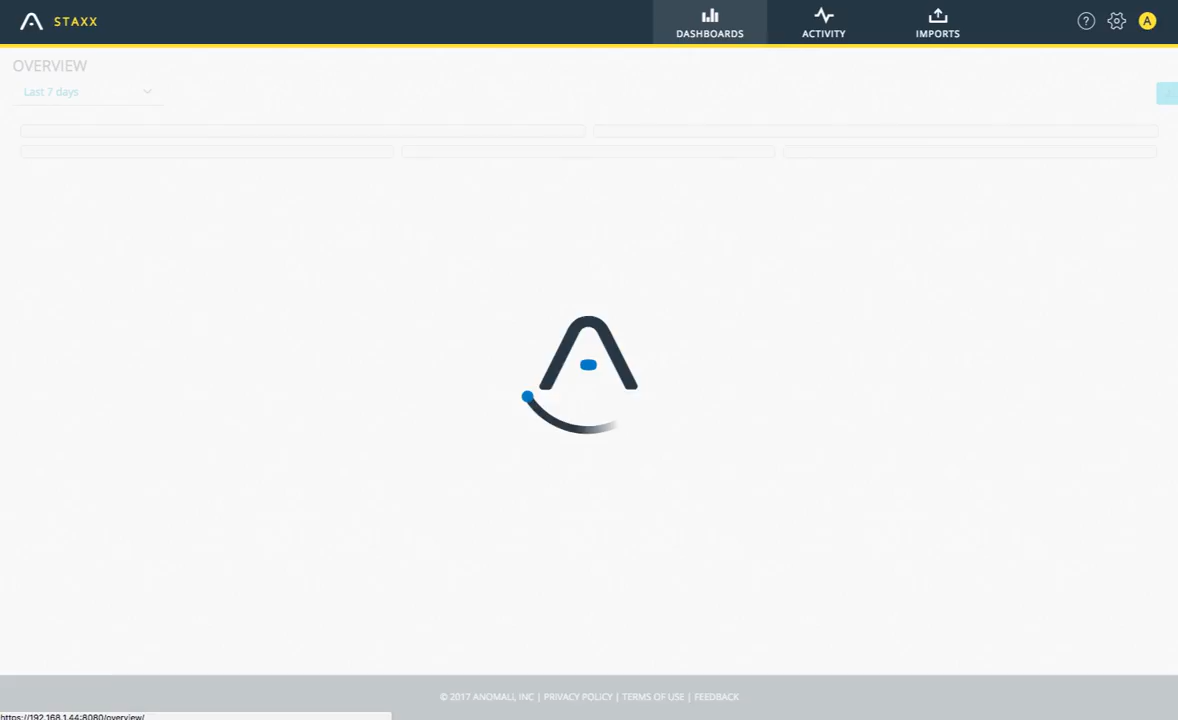 STAXX
DASHBOARDS
ACTIVITY
IMPORTS
?
A
OVERVIEW
Last 7 days
© 2017 ANOMALI, INC | PRIVACY POLICY | TERMS OF USE | FEEDBACK
https://192.168.1.44:8080/overview/